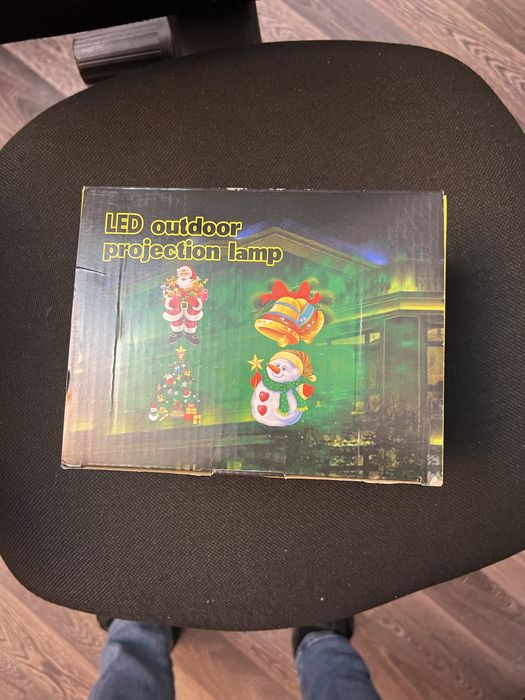 LED outdoor
projection lamp